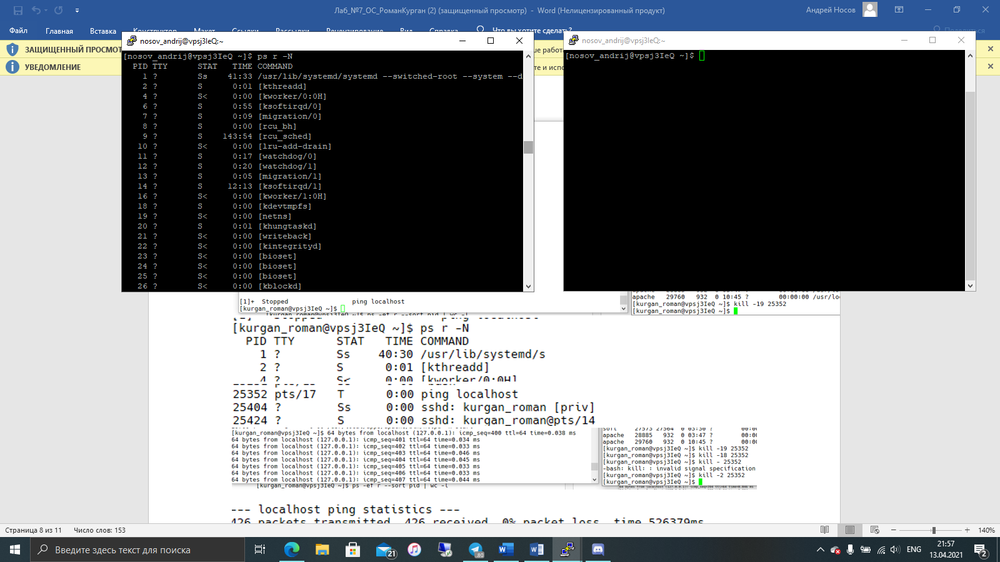 Лаб_№7_ОС_РоманКурган (2) (защищенный просмотр) - Word (Нелицензированный продукт)
Андрей Носов
Файл Главная Вставка Конструктор Макет Ссылки Рассылки Рецензирование Вид Справка Что вы хотите сделать? Поделиться
ЗАЩИЩЕННЫЙ ПРОСМОТ
УВЕДОМЛЕНИЕ
nosov_andrij@vpsj3IeQ:~
[nosov_andrij@vpsj3IeQ ~]$ ps r -N
PID TTY STAT TIME COMMAND
1 ? Ss 41:33 /usr/lib/systemd/systemd --switched-root --system --d
2 ? S 0:01 [kthreadd]
4 ? S< 0:00 [kworker/0:0H]
6 ? S 0:55 [ksoftirqd/0]
7 ? S 0:09 [migration/0]
8 ? S 0:00 [rcu_bh]
9 ? S 143:54 [rcu_sched]
10 ? S< 0:00 [lru-add-drain]
11 ? S 0:17 [watchdog/0]
12 ? S 0:20 [watchdog/1]
13 ? S 0:05 [migration/1]
14 ? S 12:13 [ksoftirqd/1]
16 ? S< 0:00 [kworker/1:0H]
18 ? S 0:00 [kdevtmpfs]
19 ? S< 0:00 [netns]
20 ? S 0:01 [khungtaskd]
21 ? S< 0:00 [writeback]
22 ? S< 0:00 [kintegrityd]
23 ? S< 0:00 [bioset]
24 ? S< 0:00 [bioset]
25 ? S< 0:00 [bioset]
26 ? S< 0:00 [kblockd]
nosov_andrij@vpsj3IeQ:~
[nosov_andrij@vpsj3IeQ ~]$
[1]+ Stopped ping localhost
[kurgan_roman@vpsj3IeQ ~]$
apache 29760 932 0 10:45 ? 00:00:00 /usr/lo
[kurgan_roman@vpsj3IeQ ~]$ kill -19 25352
[kurgan_roman@vpsj3IeQ ~]$
[kurgan_roman@vpsj3IeQ ~]$ ps r -N
PID TTY STAT TIME COMMAND
1 ? Ss 40:30 /usr/lib/systemd/s
2 ? S 0:01 [kthreadd]
4 ? S< 0:00 [kworker/0:0H]
25352 pts/17 T 0:00 ping localhost
25404 ? Ss 0:00 sshd: kurgan_roman [priv]
25424 ? S 0:00 sshd: kurgan_roman@pts/14
[kurgan_roman@vpsj3IeQ ~]$ 64 bytes from localhost (127.0.0.1): icmp_seq=400 ttl=64 time=0.038 ms
64 bytes from localhost (127.0.0.1): icmp_seq=401 ttl=64 time=0.034 ms
64 bytes from localhost (127.0.0.1): icmp_seq=402 ttl=64 time=0.033 ms
64 bytes from localhost (127.0.0.1): icmp_seq=403 ttl=64 time=0.046 ms
64 bytes from localhost (127.0.0.1): icmp_seq=404 ttl=64 time=0.045 ms
64 bytes from localhost (127.0.0.1): icmp_seq=405 ttl=64 time=0.033 ms
64 bytes from localhost (127.0.0.1): icmp_seq=406 ttl=64 time=0.033 ms
64 bytes from localhost (127.0.0.1): icmp_seq=407 ttl=64 time=0.044 ms
[kurgan_roman@vpsj3IeQ ~]$ ps -ef r --sort pid | wc -l
apache 28885 932 0 03:47 ? 00:0
apache 29760 932 0 10:45 ? 00:0
[kurgan_roman@vpsj3IeQ ~]$ kill -19 25352
[kurgan_roman@vpsj3IeQ ~]$ kill -18 25352
[kurgan_roman@vpsj3IeQ ~]$ kill - 25352
-bash: kill: : invalid signal specification
[kurgan_roman@vpsj3IeQ ~]$ kill -2 25352
[kurgan_roman@vpsj3IeQ ~]$
--- localhost ping statistics ---
426 packets transmitted, 426 received, 0% packet loss, time 526379ms
Страница 8 из 11 Число слов: 153
140%
Введите здесь текст для поиска
21
80
ENG
21:57
13.04.2021
2